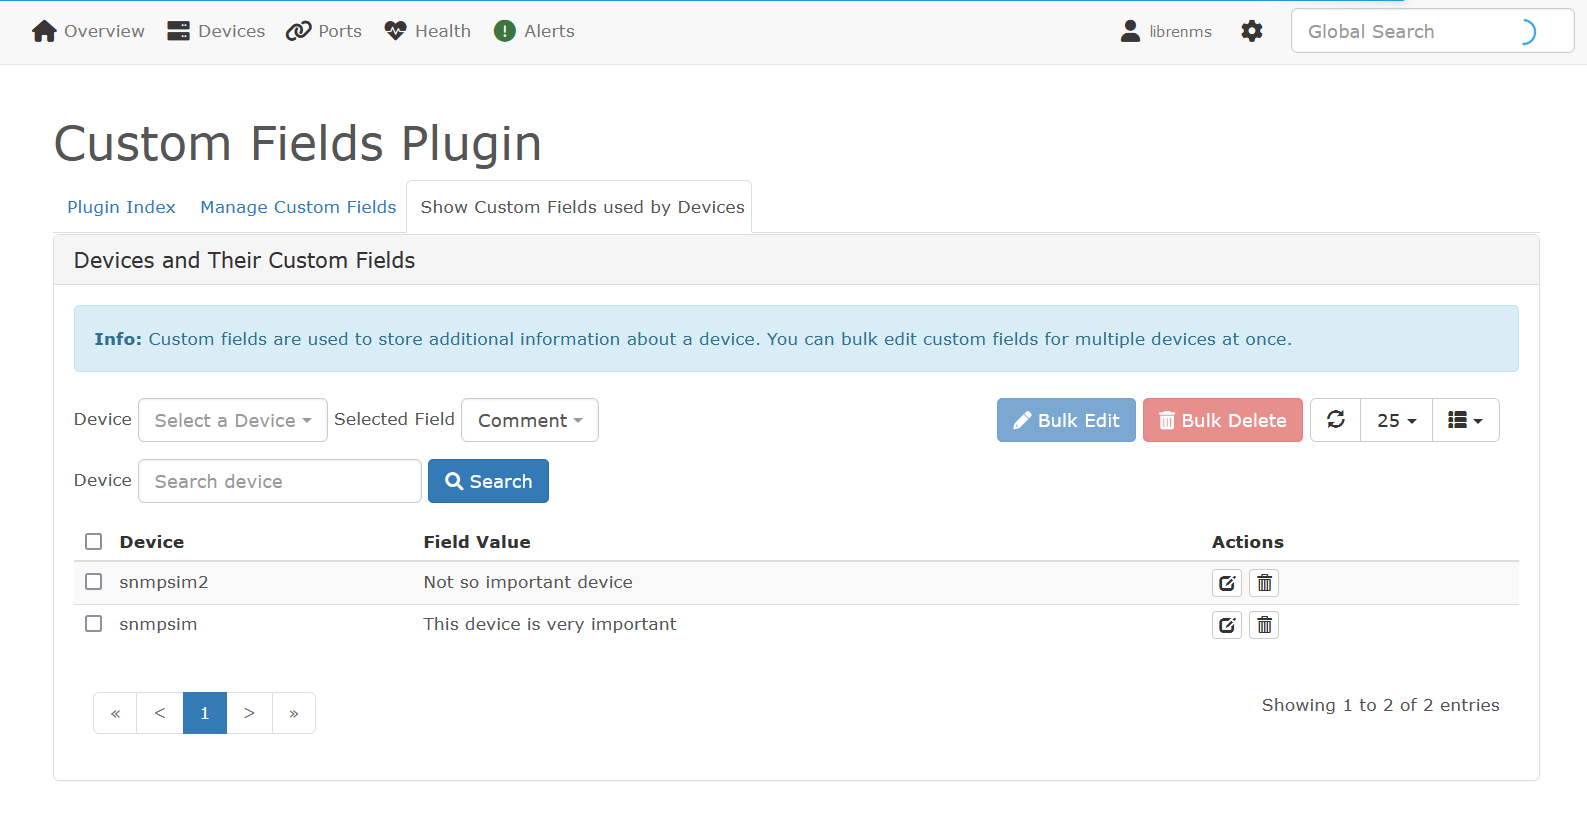 Overview Devices Ports Health Alerts librenms Global Search
Custom Fields Plugin
Plugin Index Manage Custom Fields Show Custom Fields used by Devices
Devices and Their Custom Fields
Info: Custom fields are used to store additional information about a device. You can bulk edit custom fields for multiple devices at once.
Device Select a Device Selected Field Comment Bulk Edit Bulk Delete 25
Device Search device Search
Device Field Value Actions
snmpsim2 Not so important device
snmpsim This device is very important
« < 1 > » Showing 1 to 2 of 2 entries